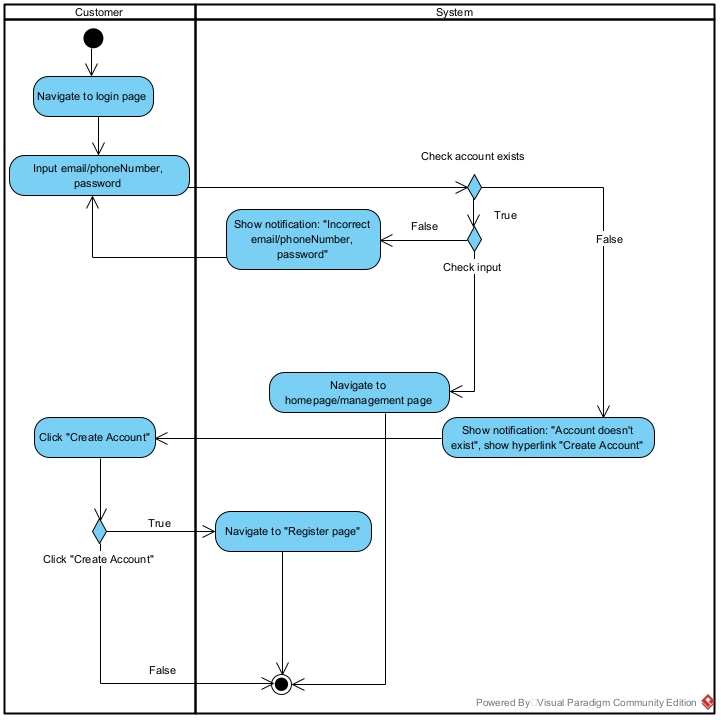 Customer
System
Navigate to login page
Input email/phoneNumber,
password
Check account exists
True
False
Show notification: "Incorrect
email/phoneNumber,
password"
False
Check input
Navigate to
homepage/management page
Click "Create Account"
Show notification: "Account doesn't
exist", show hyperlink "Create Account"
True
Navigate to "Register page"
Click "Create Account"
False
Powered By Visual Paradigm Community Edition